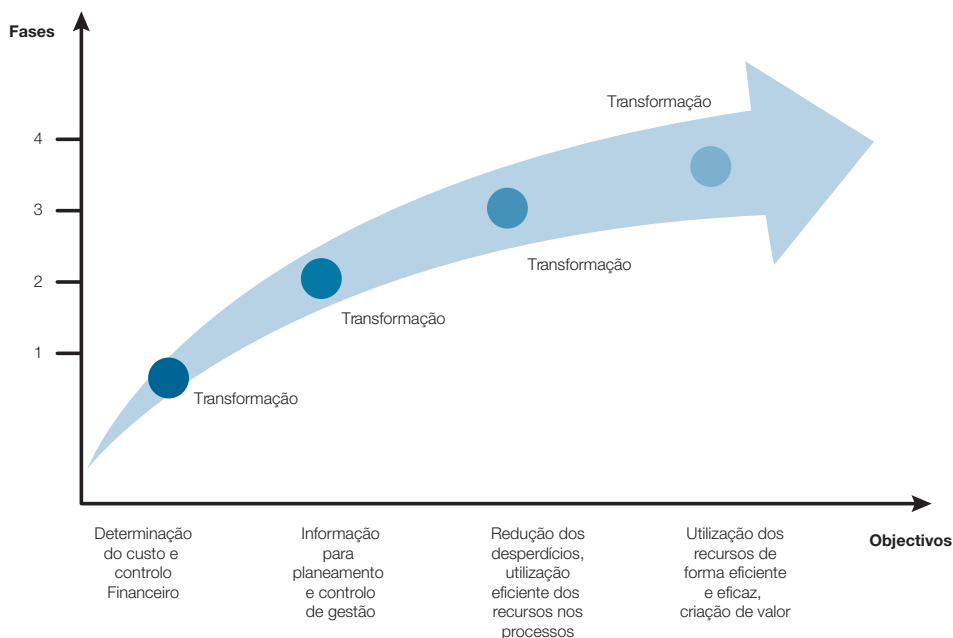 Fases
Transformação
4
3
Transformação
2
Transformação
1
Transformação
Determinação
do custo e
controlo
Financeiro
Informação
para
planeamento
e controlo
de gestão
Redução dos
desperdícios,
utilização
eficiente dos
recursos nos
processos
Utilização dos
recursos de
forma eficiente
e eficaz,
criação de valor
Objectivos